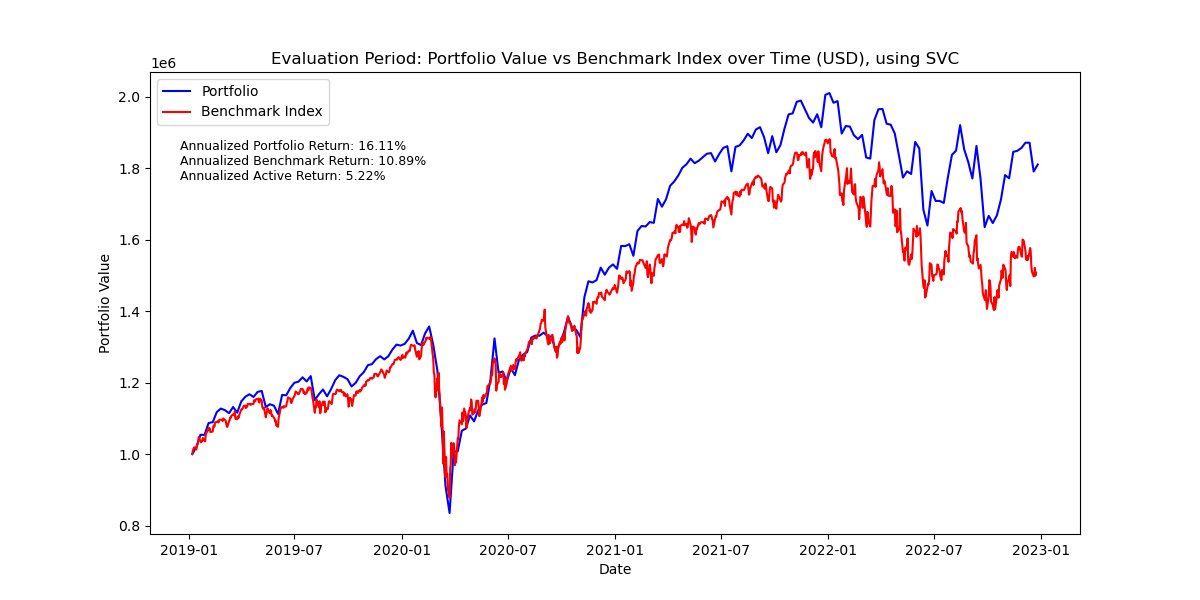 Evaluation Period: Portfolio Value vs Benchmark Index over Time (USD), using SVC
1e6
Portfolio
Benchmark Index
Annualized Portfolio Return: 16.11%
Annualized Benchmark Return: 10.89%
Annualized Active Return: 5.22%
Portfolio Value
2.0
1.8
1.6
1.4
1.2
1.0
0.8
2019-01 2019-07 2020-01 2020-07 2021-01 2021-07 2022-01 2022-07 2023-01
Date